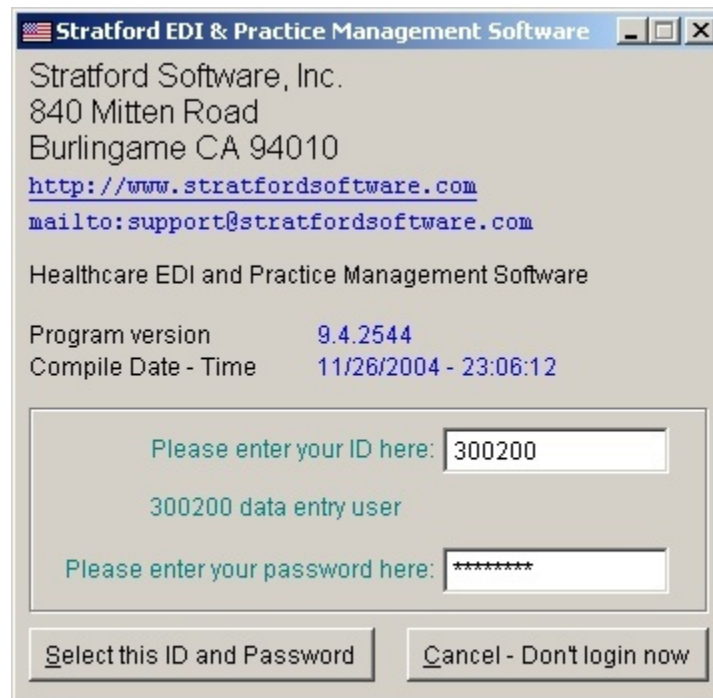 Stratford EDI & Practice Management Software
Stratford Software, Inc.
840 Mitten Road
Burlingame CA 94010
http://www.stratfordsoftware.com
mailto:support@stratfordsoftware.com
Healthcare EDI and Practice Management Software
Program version 9.4.2544
Compile Date - Time 11/26/2004 - 23:06:12
Please enter your ID here: 300200
300200 data entry user
Please enter your password here: ********
Select this ID and Password Cancel - Don't login now